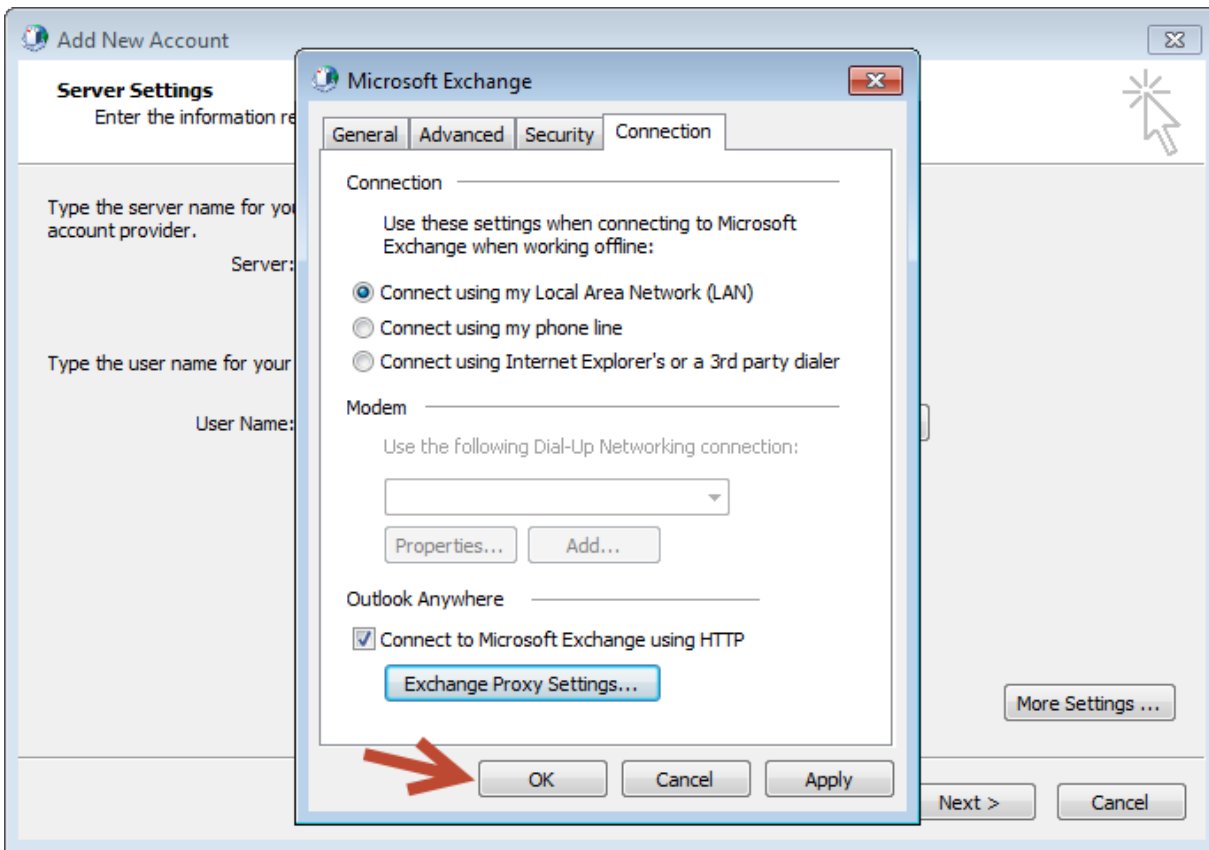 Add New Account
Server Settings
Enter the information re
Type the server name for you
account provider.
Server:
Type the user name for your
User Name:
Microsoft Exchange
General Advanced Security Connection
Connection
Use these settings when connecting to Microsoft
Exchange when working offline:
Connect using my Local Area Network (LAN)
Connect using my phone line
Connect using Internet Explorer's or a 3rd party dialer
Modem
Use the following Dial-Up Networking connection:
Properties... Add...
Outlook Anywhere
Connect to Microsoft Exchange using HTTP
Exchange Proxy Settings...
OK Cancel Apply
More Settings ...
Next > Cancel